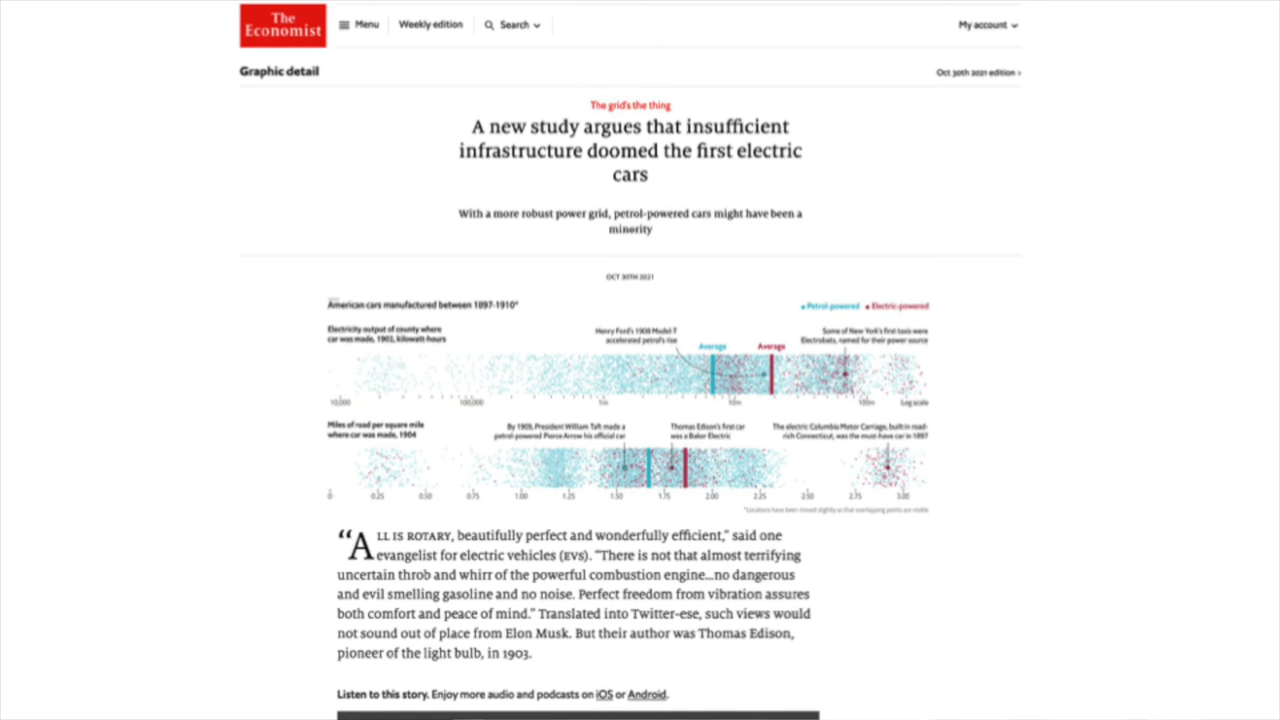 The
Economist
Menu
Weekly edition
Search
My account
Graphic detail
Oct 30th 2021 edition ›
The grid's the thing
A new study argues that insufficient
infrastructure doomed the first electric
cars
With a more robust power grid, petrol-powered cars might have been a
minority
OCT 30TH 2021
American cars manufactured between 1897-1910*
Petrol-powered Electric-powered
Electricity output of county where
car was made, 1902, kilowatt hours
Henry Ford's 1908 Model-T
accelerated petrol's rise
Average
Average
Some of New York's first taxis were
Electrobats, named for their power source
10,000 100,000 1m 10m 100m Log scale
Miles of road per square mile
where car was made, 1904
By 1909, President William Taft made a
petrol-powered Pierce Arrow his official car
Thomas Edison's first car
was a Baker Electric
The electric Columbia Motor Carriage, built in road-
rich Connecticut, was the must-have car in 1897
0 0.25 0.50 0.75 1.00 1.25 1.50 1.75 2.00 2.25 2.50 2.75 3.00
*Locations have been moved slightly so that overlapping points are visible
“ALL IS ROTARY, beautifully perfect and wonderfully efficient,” said one
evangelist for electric vehicles (EVs). “There is not that almost terrifying
uncertain throb and whirr of the powerful combustion engine…no dangerous
and evil smelling gasoline and no noise. Perfect freedom from vibration assures
both comfort and peace of mind.” Translated into Twitter-ese, such views would
not sound out of place from Elon Musk. But their author was Thomas Edison,
pioneer of the light bulb, in 1903.
Listen to this story. Enjoy more audio and podcasts on iOS or Android.